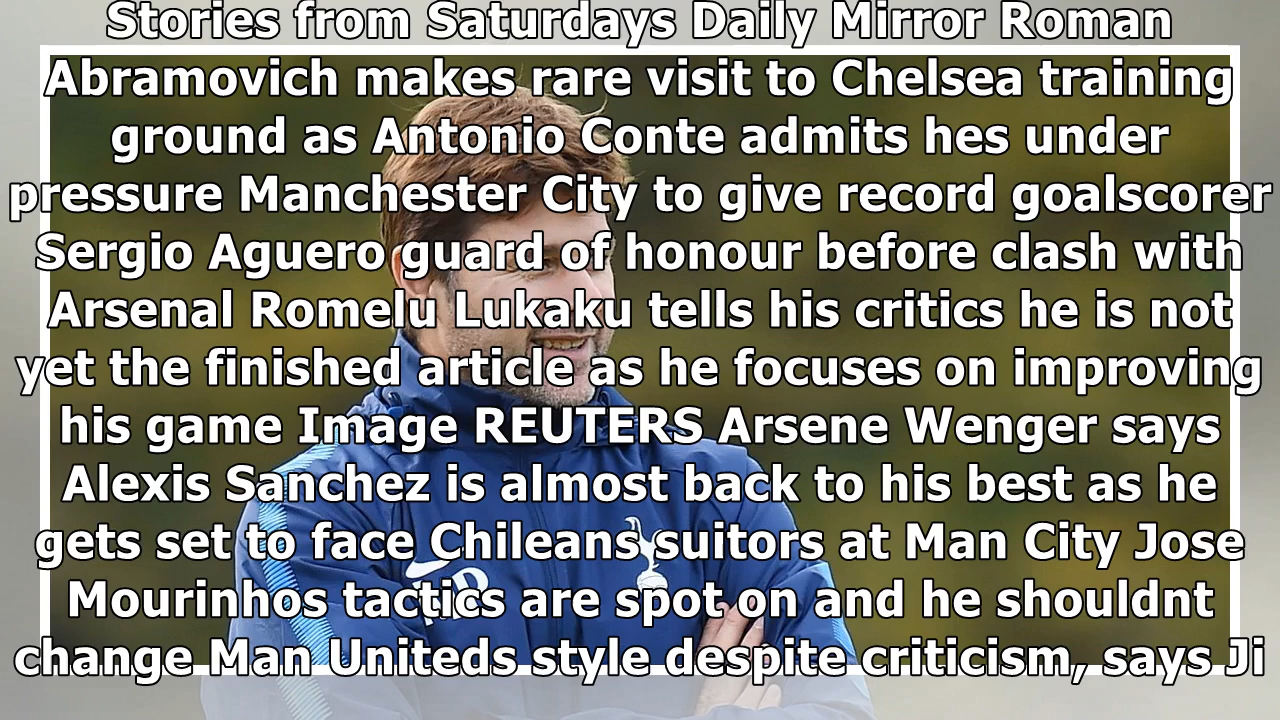 Stories from Saturdays Daily Mirror Roman
Abramovich makes rare visit to Chelsea training
ground as Antonio Conte admits hes under
pressure Manchester City to give record goalscorer
Sergio Aguero guard of honour before clash with
Arsenal Romelu Lukaku tells his critics he is not
yet the finished article as he focuses on improving
his game Image REUTERS Arsene Wenger says
Alexis Sanchez is almost back to his best as he
gets set to face Chileans suitors at Man City Jose
Mourinhos tactics are spot on and he shouldnt
change Man Uniteds style despite criticism, says Ji